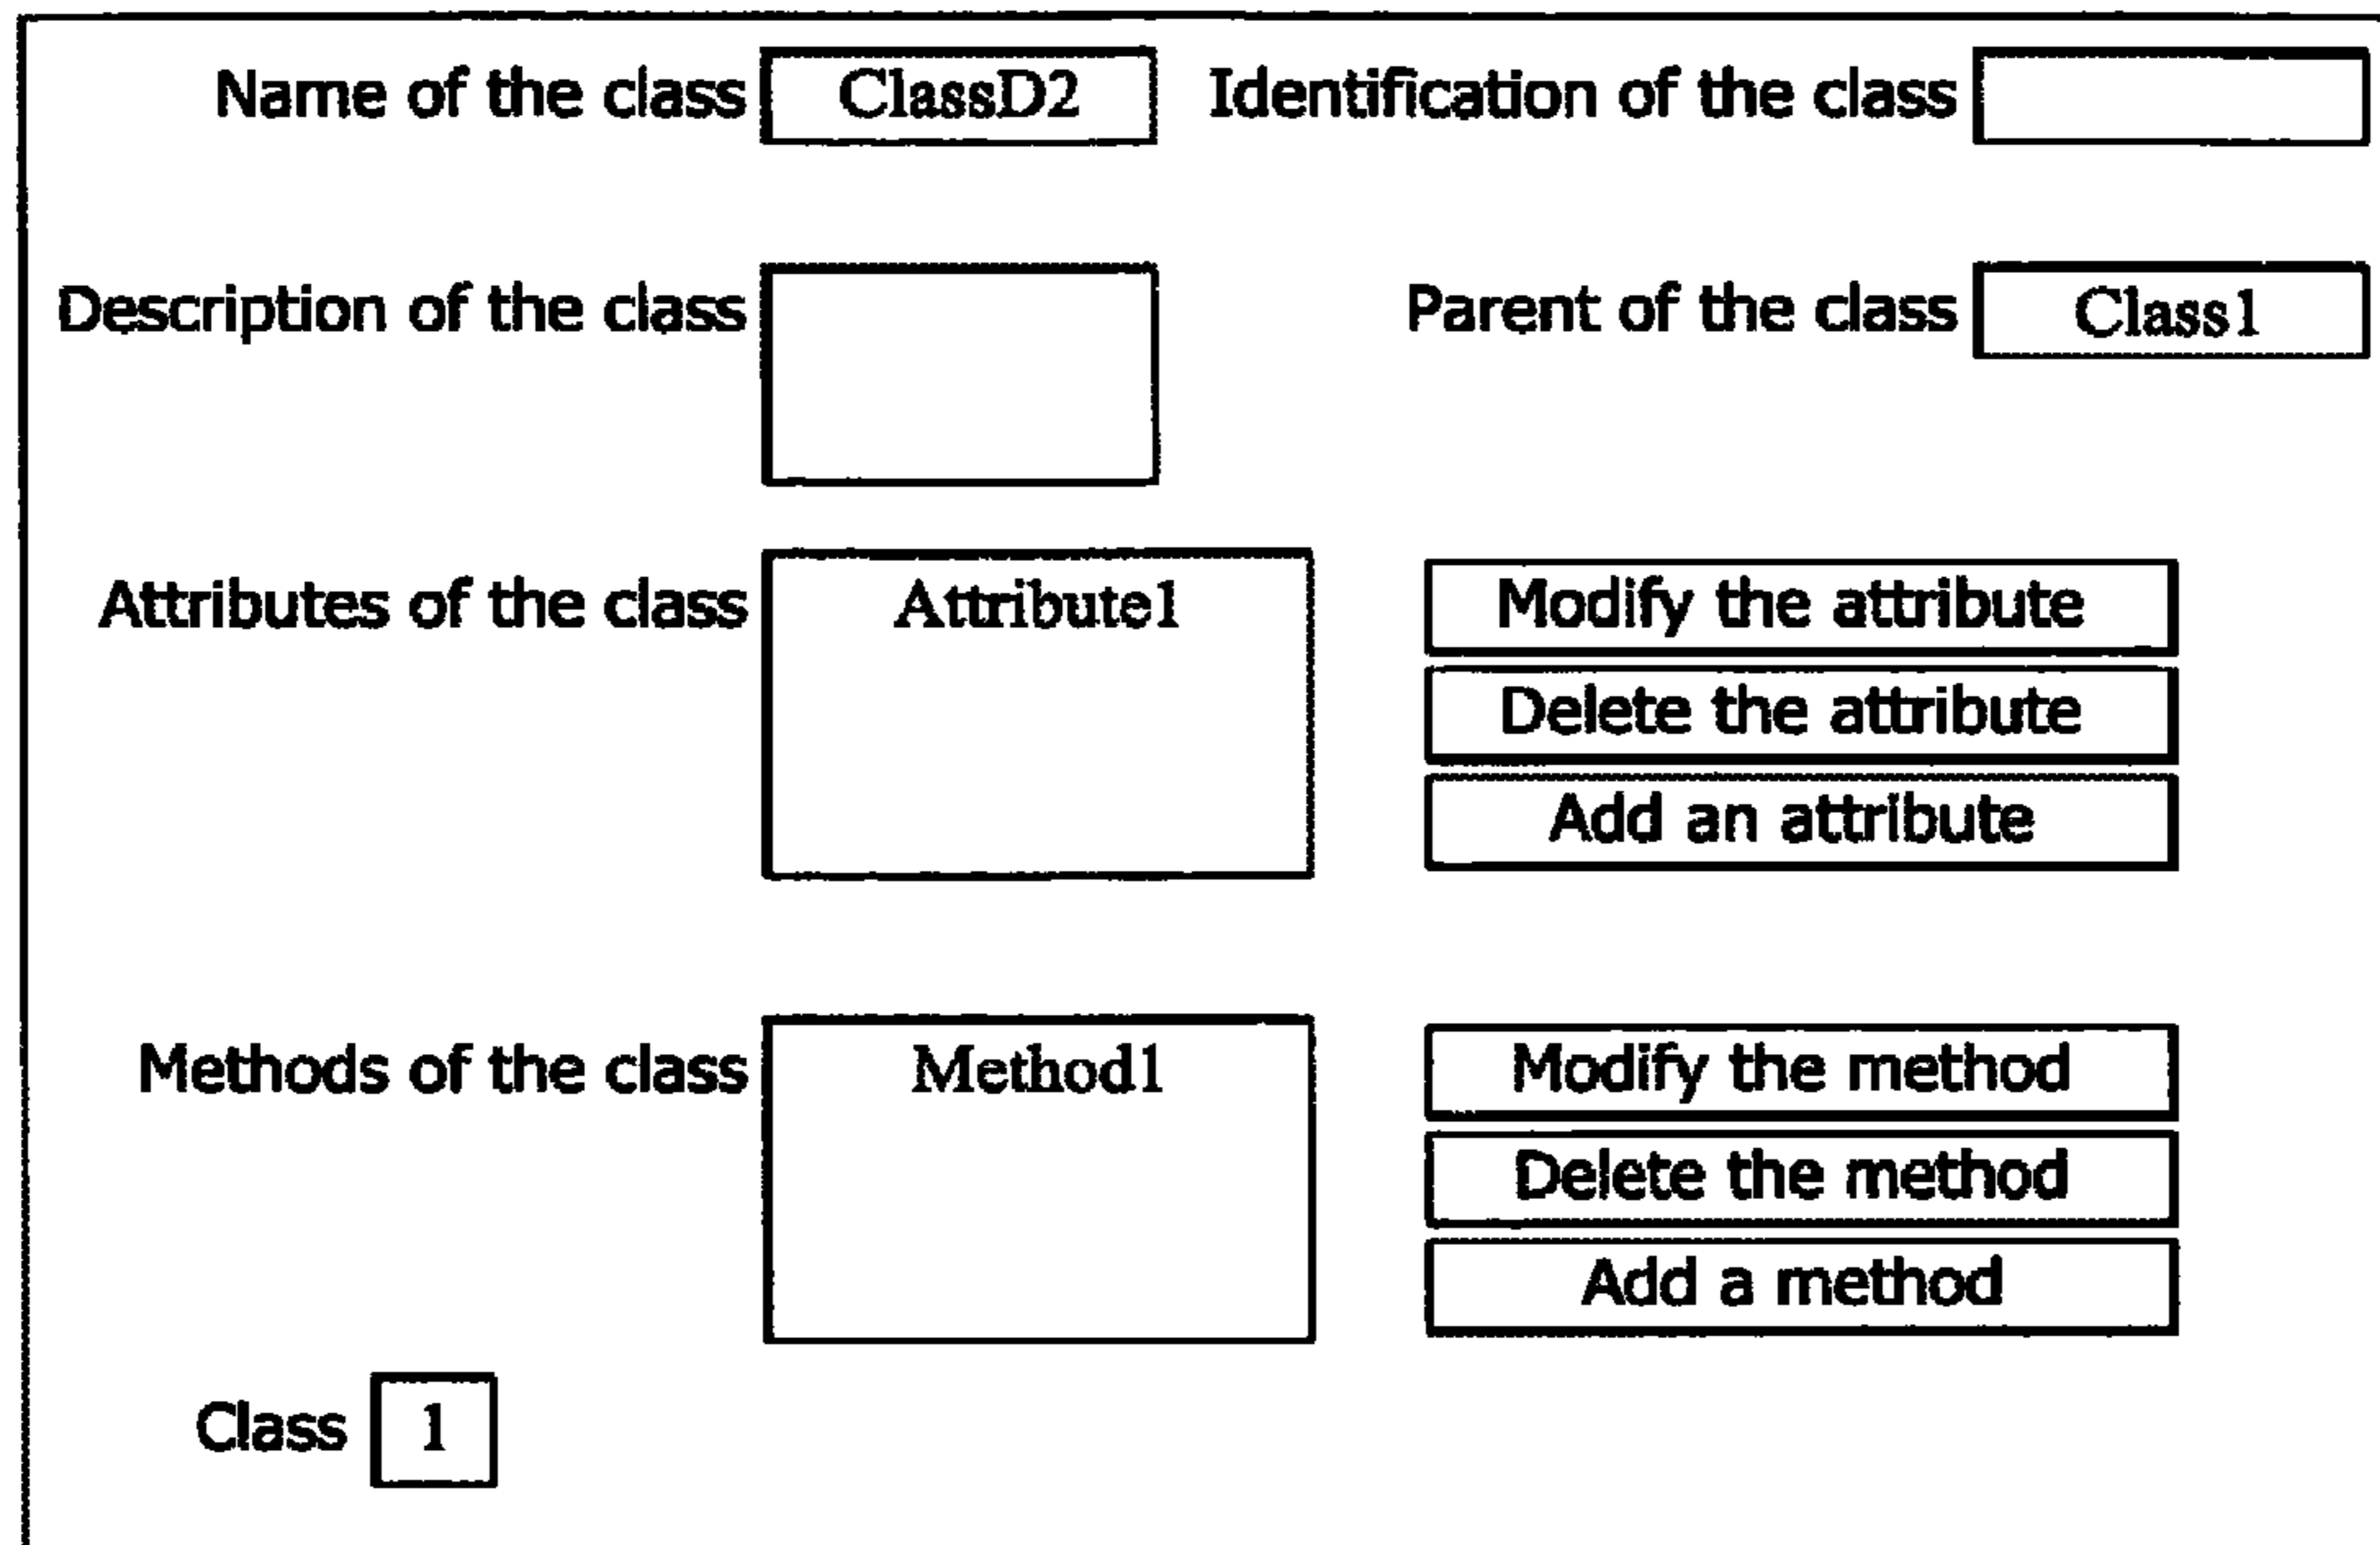 Name of the class ClassD2 Identification of the class
Description of the class Parent of the class Class1
Attributes of the class Attribute1 Modify the attribute
Delete the attribute
Add an attribute
Methods of the class Method1 Modify the method
Delete the method
Add a method
Class 1